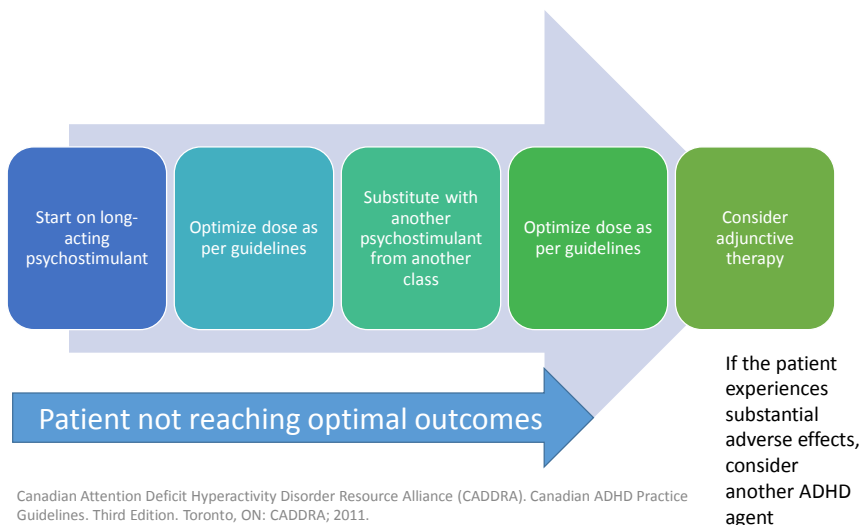 Start on long-
acting
psychostimulant
Optimize dose as
per guidelines
Substitute with
another
psychostimulant
from another
class
Optimize dose as
per guidelines
Consider
adjunctive
therapy
Patient not reaching optimal outcomes
If the patient
experiences
substantial
adverse effects,
consider
another ADHD
agent
Canadian Attention Deficit Hyperactivity Disorder Resource Alliance (CADDRA). Canadian ADHD Practice
Guidelines. Third Edition. Toronto, ON: CADDRA; 2011.